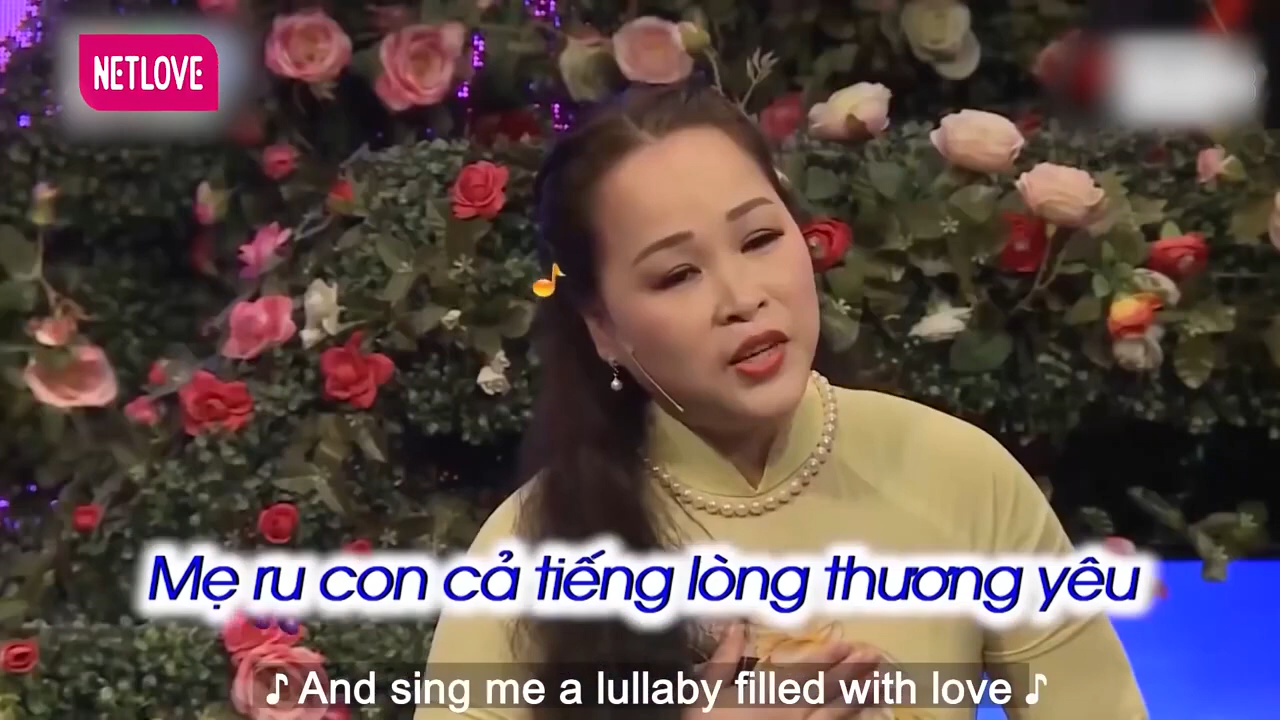 NETLOVE
Mẹ ru con cả tiếng lòng thương yêu
♪ And sing me a lullaby filled with love ♪